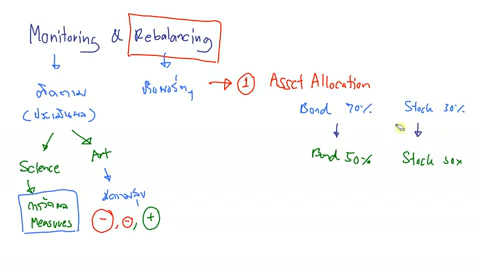 Monitoring & Rebalancing
ติดตาม
(ประเมินผล)
Science
Art
การวัดผล
Measures
-, -, +
ปรับพอร์ตฯ
1 Asset Allocation
Bond 70% Stock 30%
Bond 50% Stock 50%